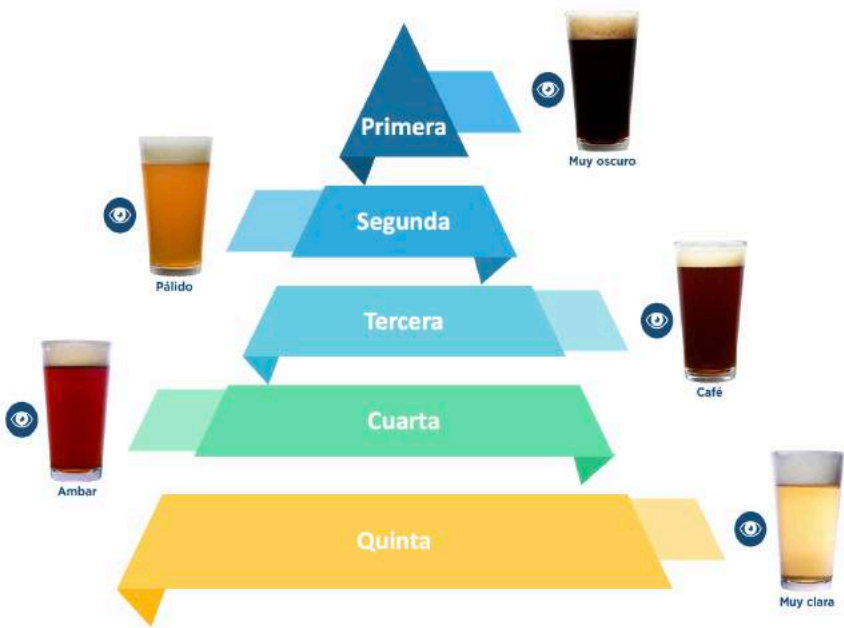 Primera
Muy oscuro
Segunda
Pálido
Tercera
Café
Cuarta
Ambar
Quinta
Muy clara